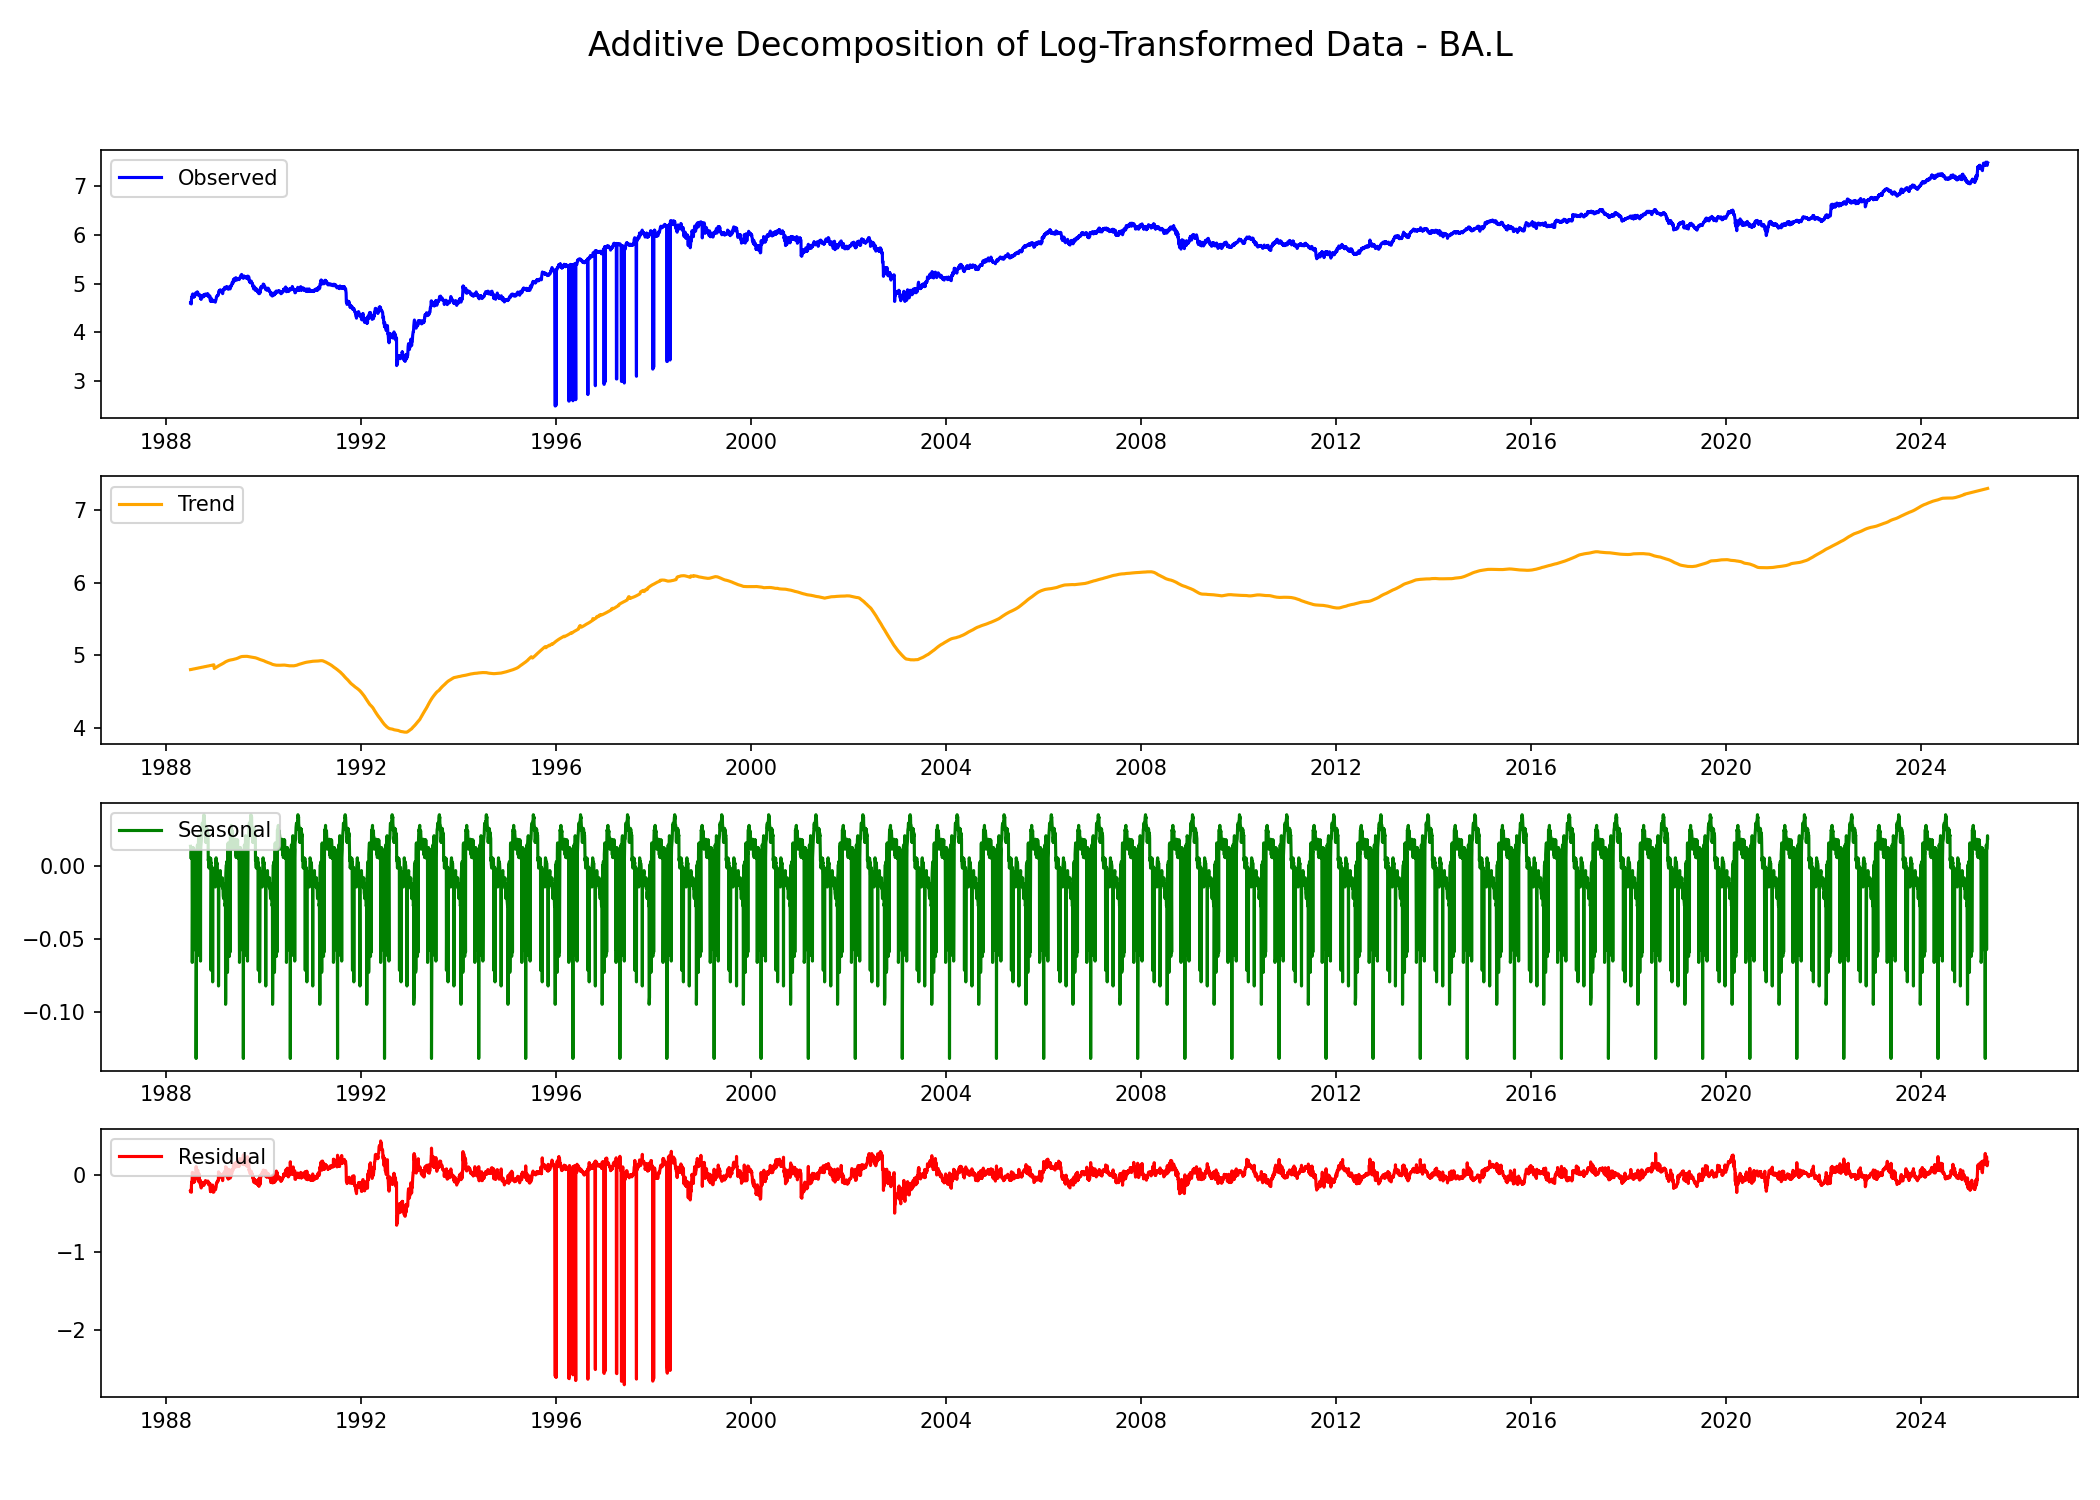 Additive Decomposition of Log-Transformed Data - BA.L
Observed
7
6
5
4
3
1988 1992 1996 2000 2004 2008 2012 2016 2020 2024
Trend
7
6
5
4
1988 1992 1996 2000 2004 2008 2012 2016 2020 2024
Seasonal
0.00
−0.05
−0.10
1988 1992 1996 2000 2004 2008 2012 2016 2020 2024
Residual
0
−1
−2
1988 1992 1996 2000 2004 2008 2012 2016 2020 2024